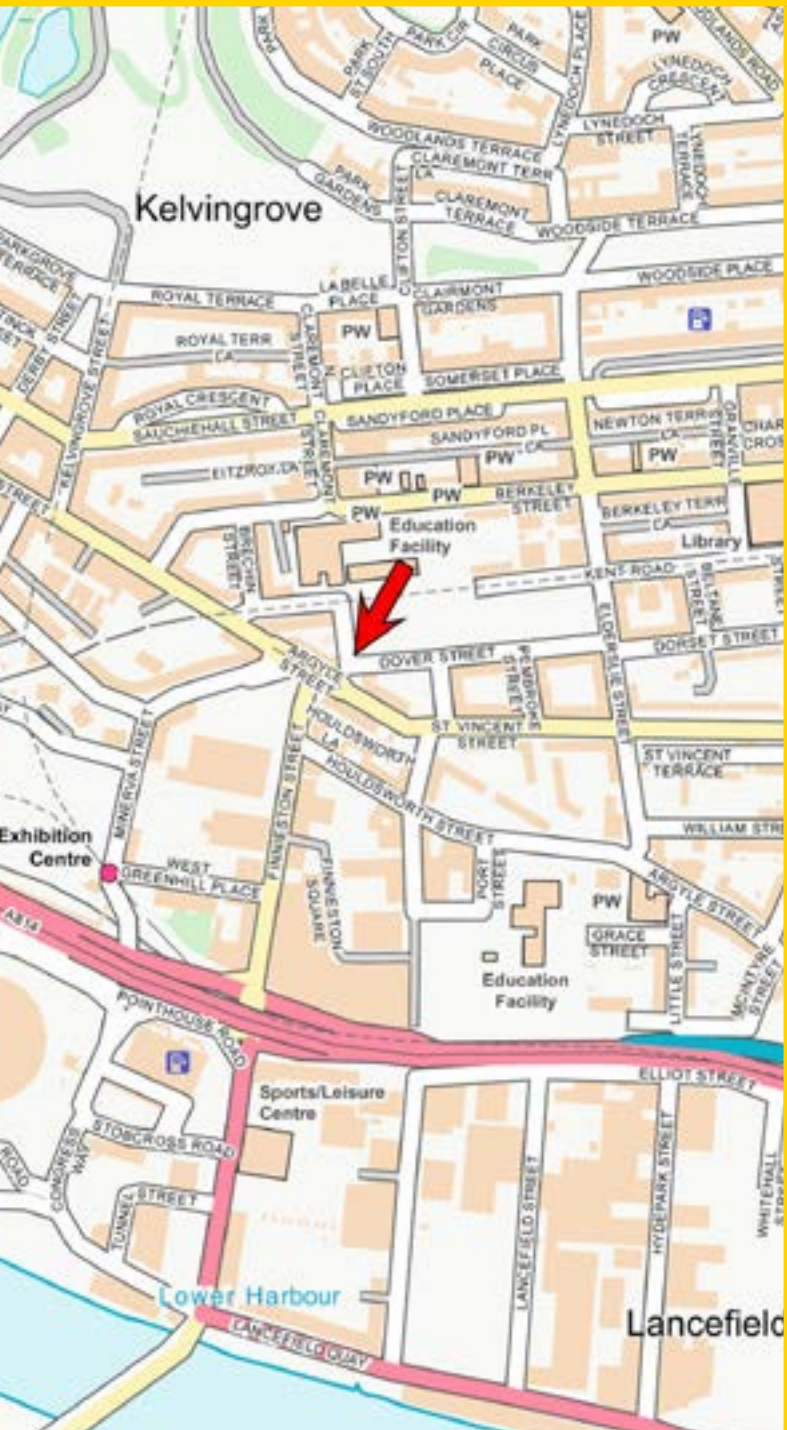 PARK
PARK CIR
PARK
CIRCUS
PLACE
PARK
ST SOUTH
LYNEDOCH PLACE
PW
LYNEDOCH
CRESCENT
LYNEDOCH
STREET
LYNEDOCH
TERRACE
WOODLANDS TERRACE
CLAREMONT TERR
LA
PARK
GARDENS
CLIFTON STREET
CLAREMONT
TERRACE
WOODSIDE TERRACE
Kelvingrove
PARKGROVE
TERRACE
WOODSIDE PLACE
LA BELLE
PLACE
CLAIRMONT
GARDENS
ROYAL TERRACE
DERBY STREET
ROYAL TERR
LA
PW
CLAREMONT
STREET
N
CLIFTON
PLACE
SOMERSET PLACE
KELVINGROVE STREET
ROYAL CRESCENT
SAUCHIEHALL STREET
SANDYFORD PLACE
NEWTON TERR
LA
GRANVILLE
STREET
CLAREMONT
STREET
SANDYFORD PL
LA
PW
PW
FITZROY LA
PW
PW
BERKELEY
STREET
PW
BERKELEY TERR
LA
STREET
Education
Facility
Library
BRECHIN
STREET
KENT ROAD
BELTANE
STREET
ELDERSLIE STREET
ARGYLE
STREET
DOVER STREET
PEMBROKE
STREET
DORSET STREET
HOULDSWORTH
LA
ST VINCENT
STREET
MINERVA STREET
FINNIESTON STREET
HOULDSWORTH STREET
ST VINCENT
TERRACE
WILLIAM STRE
Exhibition
Centre
WEST
GREENHILL PLACE
FINNIESTON
SQUARE
PORT
STREET
ARGYLE STREET
PW
GRACE
STREET
LITTLE STREET
MCINTYRE
STREET
A814
Education
Facility
POINTHOUSE ROAD
ELLIOT STREET
Sports/Leisure
Centre
STOBCROSS ROAD
CONGRESS
WAY
ROAD
TUNNEL
STREET
LANCEFIELD STREET
HYDEPARK STREET
WHITEHALL
STREET
Lower Harbour
LANCEFIELD QUAY
Lancefield